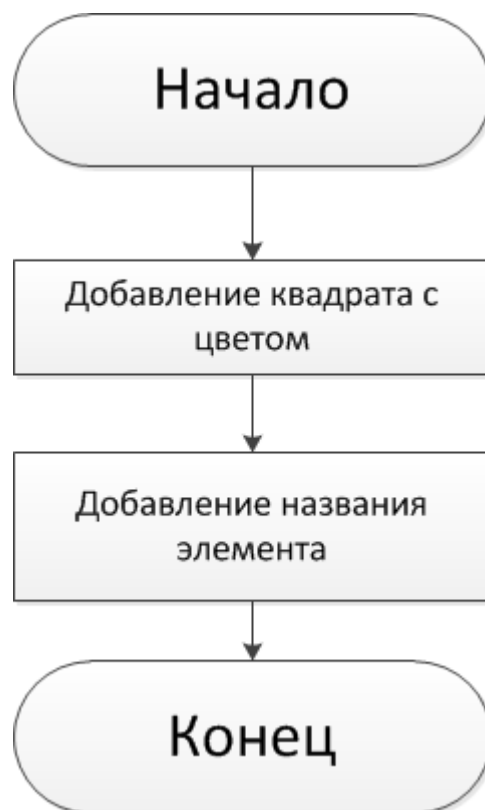 Начало
Добавление квадрата с
цветом
Добавление названия
элемента
Конец